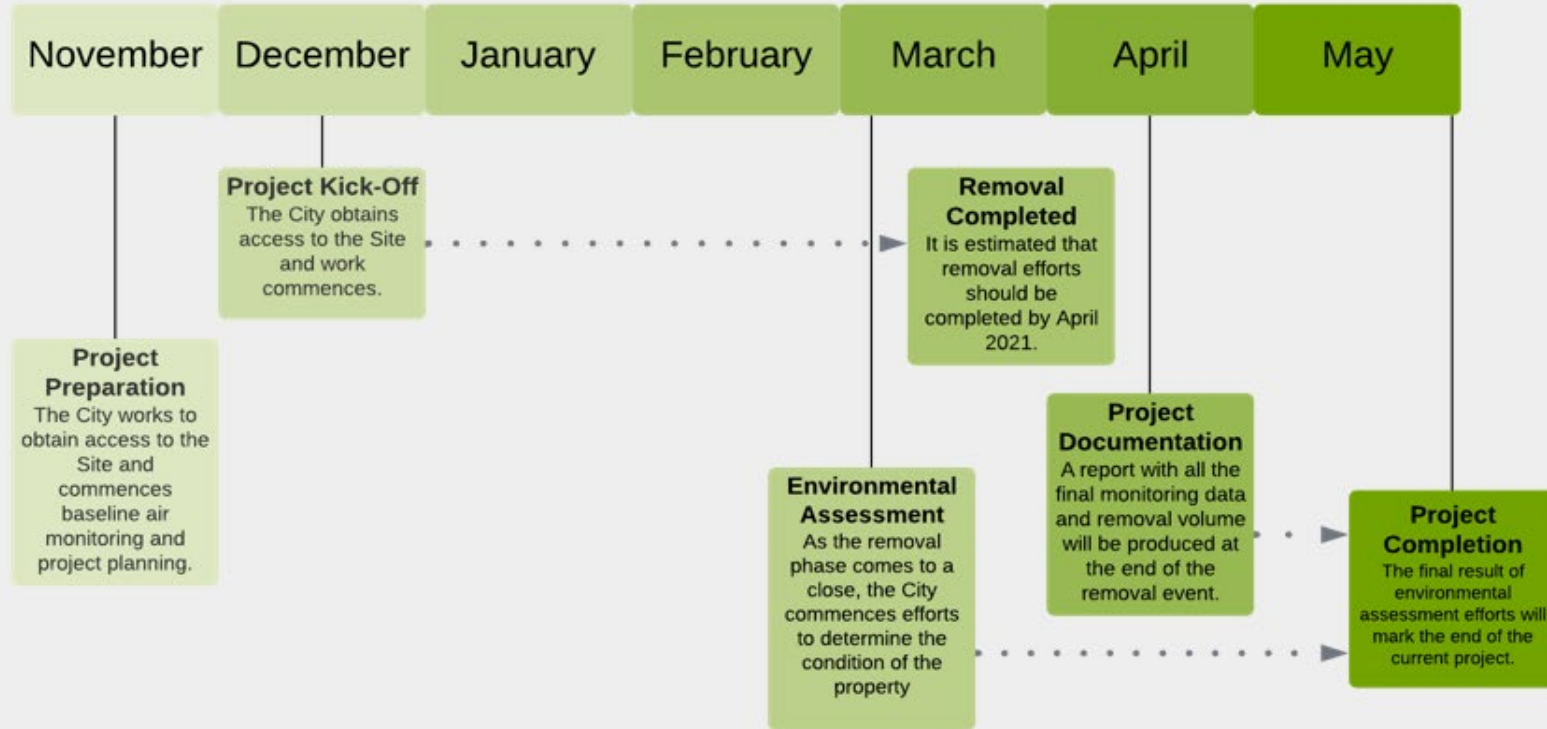 November
December
January
February
March
April
May
Project Kick-Off
The City obtains
access to the Site
and work
commences.
Removal
Completed
It is estimated that
removal efforts
should be
completed by April
2021.
Project
Preparation
The City works to
obtain access to the
Site and
commences
baseline air
monitoring and
project planning.
Project
Documentation
A report with all the
final monitoring data
and removal volume
will be produced at
the end of the
removal event.
Environmental
Assessment
As the removal
phase comes to a
close, the City
commences efforts
to determine the
condition of the
property
Project
Completion
The final result of
environmental
assessment efforts will
mark the end of the
current project.